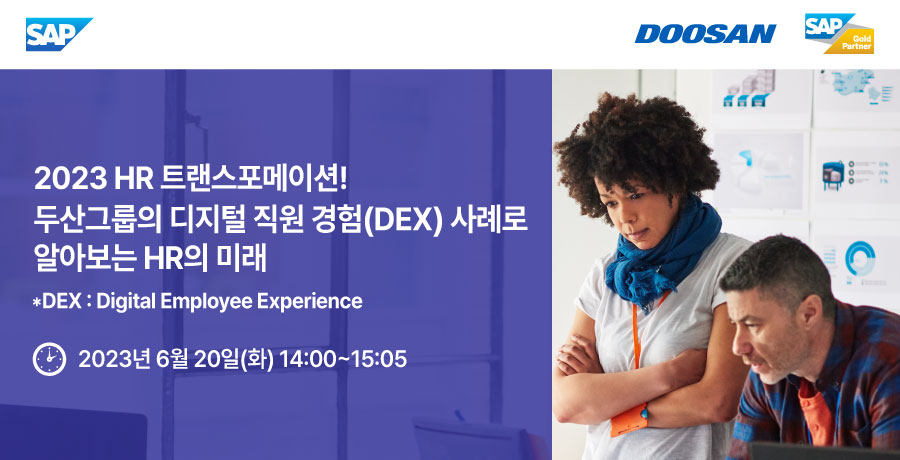 SAP
DOOSAN
SAP
Gold
Partner
2023 HR 트랜스포메이션!
두산그룹의 디지털 직원 경험(DEX) 사례로
알아보는 HR의 미래
*DEX : Digital Employee Experience
2023년 6월 20일(화) 14:00~15:05